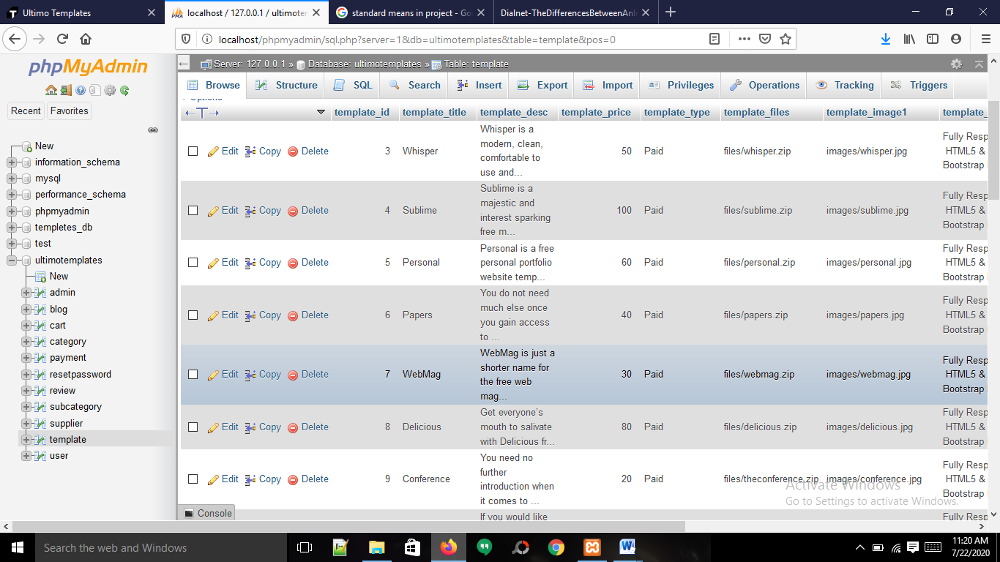 Ultimo Templates
localhost / 127.0.0.1 / ultimoter
standard means in project - Go
Dialnet-TheDifferencesBetweenAnl
localhost/phpmyadmin/sql.php?server=1&db=ultimotemplates&table=template&pos=0
phpMyAdmin
Recent Favorites
New
information_schema
mysql
performance_schema
phpmyadmin
templetes_db
test
ultimotemplates
New
admin
blog
cart
category
payment
resetpassword
review
subcategory
supplier
template
user
Server: 127.0.0.1 » Database: ultimotemplates » Table: template
Browse Structure SQL Search Insert Export Import Privileges Operations Tracking Triggers
+ Options
←T→ template_id template_title template_desc template_price template_type template_files template_image1 template_
Whisper is a
modern, clean,
comfortable to
use and...
Edit Copy Delete 3 Whisper 50 Paid files/whisper.zip images/whisper.jpg
Fully Resp
HTML5 &
Bootstrap
Sublime is a
majestic and
interest sparking
free m...
Edit Copy Delete 4 Sublime 100 Paid files/sublime.zip images/sublime.jpg
Fully Resp
HTML5 &
Bootstrap
Personal is a free
personal portfolio
website temp...
Edit Copy Delete 5 Personal 60 Paid files/personal.zip images/personal.jpg
Fully Resp
HTML5 &
Bootstrap
You do not need
much else once
you gain access
to ...
Edit Copy Delete 6 Papers 40 Paid files/papers.zip images/papers.jpg
Fully Resp
HTML5 &
Bootstrap
WebMag is just a
shorter name for
the free web
mag...
Edit Copy Delete 7 WebMag 30 Paid files/webmag.zip images/webmag.jpg
Fully Resp
HTML5 &
Bootstrap
Get everyone's
mouth to salivate
with Delicious fr...
Edit Copy Delete 8 Delicious 80 Paid files/delicious.zip images/delicious.jpg
Fully Resp
HTML5 &
Bootstrap
You need no
further
introduction when
it comes to ...
Edit Copy Delete 9 Conference 20 Paid files/theconference.zip images/conference.jpg
Fully Resp
HTML5 &
Bootstrap
If you would like
Fully Resp
Console
Activate Windows
Go to Settings to activate Windows.
Search the web and Windows
11:20 AM
7/22/2020